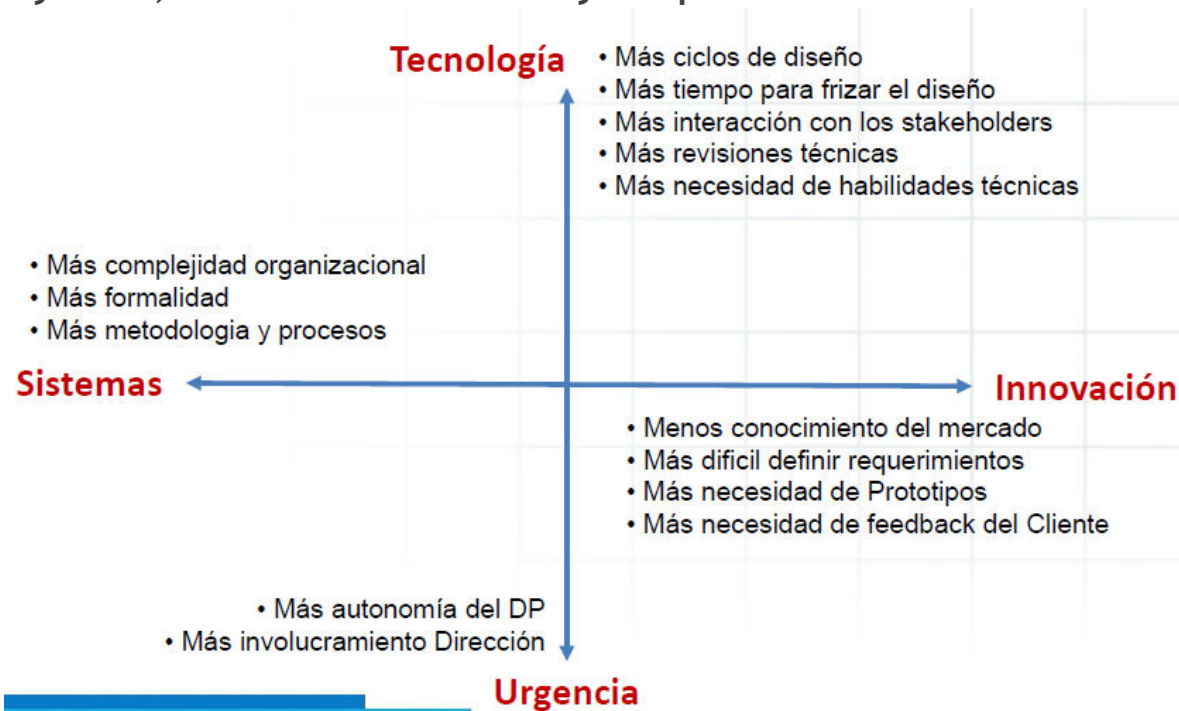 Tecnología
• Más ciclos de diseño
• Más tiempo para frizar el diseño
• Más interacción con los stakeholders
• Más revisiones técnicas
• Más necesidad de habilidades técnicas
• Más complejidad organizacional
• Más formalidad
• Más metodologia y procesos
Sistemas
Innovación
• Menos conocimiento del mercado
• Más dificil definir requerimientos
• Más necesidad de Prototipos
• Más necesidad de feedback del Cliente
• Más autonomía del DP
• Más involucramiento Dirección
Urgencia